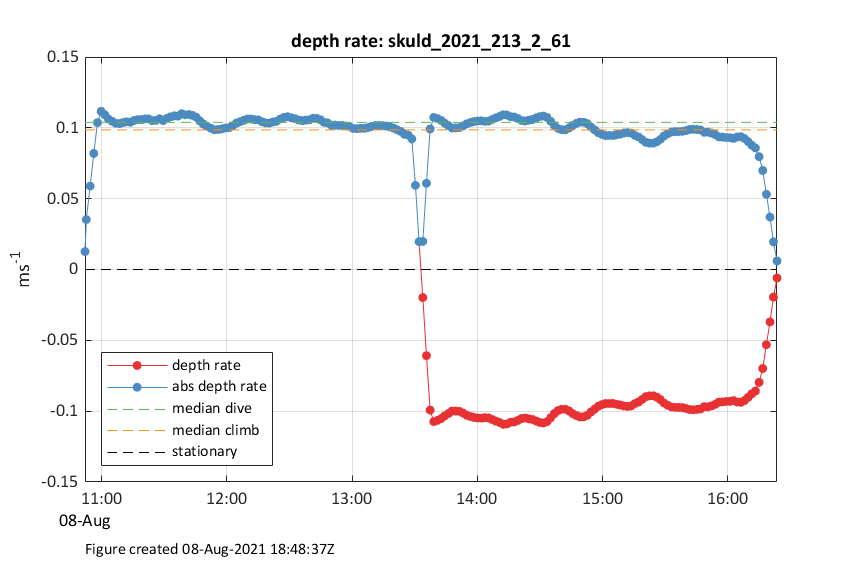 depth rate: skuld_2021_213_2_61
0.15
0.1
0.05
0
-0.05
-0.1
-0.15
ms-1
depth rate
abs depth rate
median dive
median climb
stationary
11:00 12:00 13:00 14:00 15:00 16:00
08-Aug
Figure created 08-Aug-2021 18:48:37Z